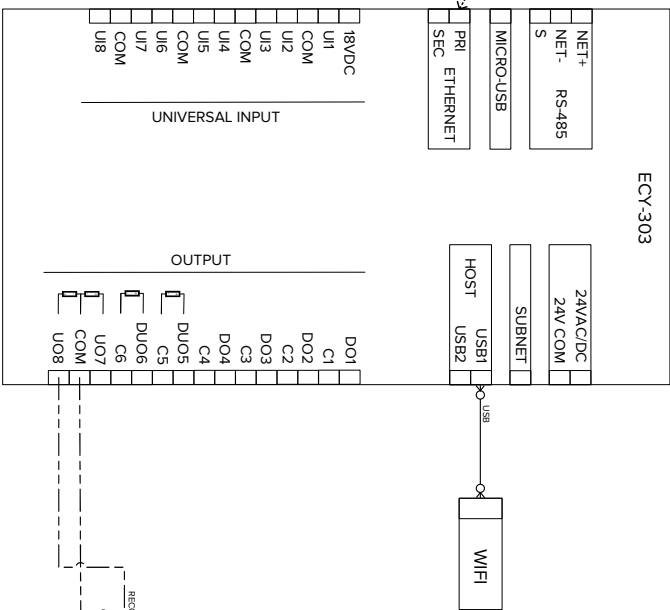 UI8
COM
UI7
UI6
COM
UI5
UI4
COM
UI3
UI2
COM
UI1
18VDC
UNIVERSAL INPUT
PRI
SEC
ETHERNET
MICRO-USB
NET+
NET-
S
RS-485
ECY-303
OUTPUT
UO8
COM
UO7
C6
DUO6
C5
DUO5
C4
DO4
C3
DO3
C2
DO2
C1
DO1
HOST
USB1
USB2
SUBNET
24VAC/DC
24V COM
USB
WIFI